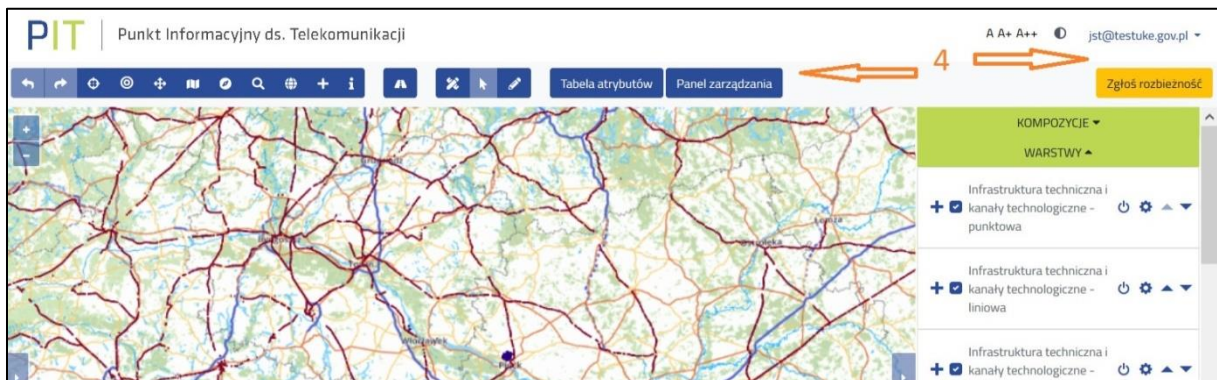 PIT Punkt Informacyjny ds. Telekomunikacji
A A+ A++ jst@testuke.gov.pl
4
Tabela atrybutów Panel zarządzania
Zgłoś rozbieżność
KOMPOZYCJE
WARSTWY
Infrastruktura techniczna i
kanały technologiczne -
punktowa
Infrastruktura techniczna i
kanały technologiczne -
liniowa
Infrastruktura techniczna i
kanały technologiczne -
Włocławek